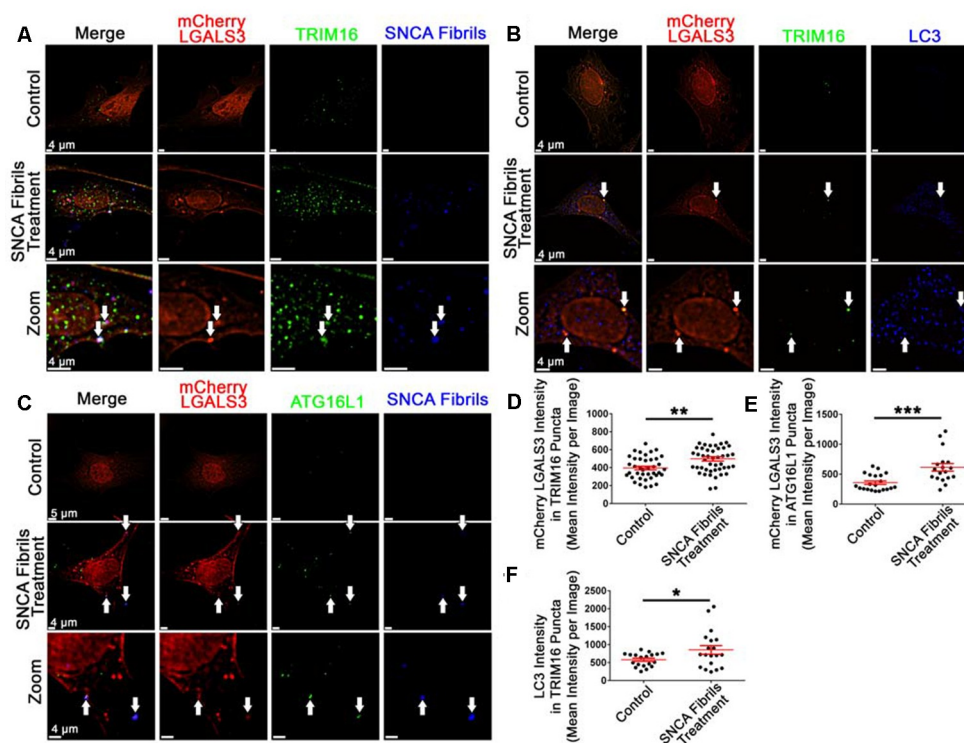 A
Merge
mCherry
LGALS3
TRIM16
SNCA Fibrils
Control
4 µm
SNCA Fibrils
Treatment
4 µm
Zoom
4 µm
B
Merge
mCherry
LGALS3
TRIM16
LC3
Control
4 µm
SNCA Fibrils
Treatment
4 µm
Zoom
4 µm
C
Merge
mCherry
LGALS3
ATG16L1
SNCA Fibrils
Control
5 µm
SNCA Fibrils
Treatment
4 µm
Zoom
4 µm
D
mCherry LGALS3 Intensity
in TRIM16 Puncta
(Mean Intensity per Image)
1000
800
600
400
200
0
**
Control
SNCA Fibrils
Treatment
E
mCherry LGALS3 Intensity
in ATG16L1 Puncta
(Mean Intensity per Image)
1500
1000
500
0
***
Control
SNCA Fibrils
Treatment
F
LC3 Intensity
in TRIM16 Puncta
(Mean Intensity per Image)
2500
2000
1500
1000
500
0
*
Control
SNCA Fibrils
Treatment